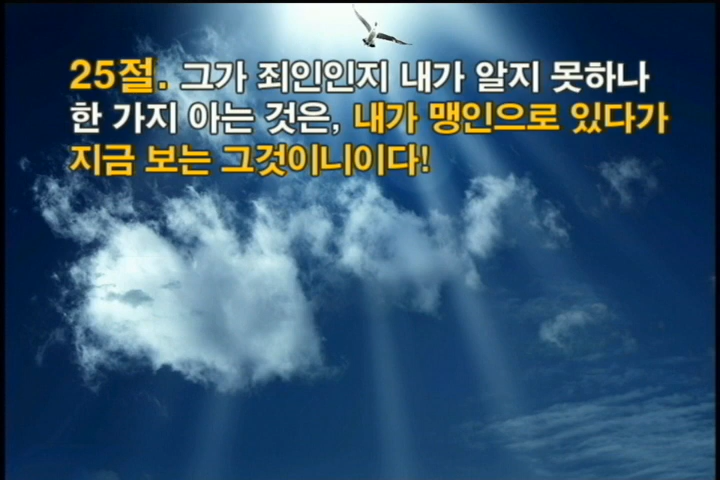 25절. 그가 죄인인지 내가 알지 못하나
한 가지 아는 것은, 내가 맹인으로 있다가
지금 보는 그것이니이다!